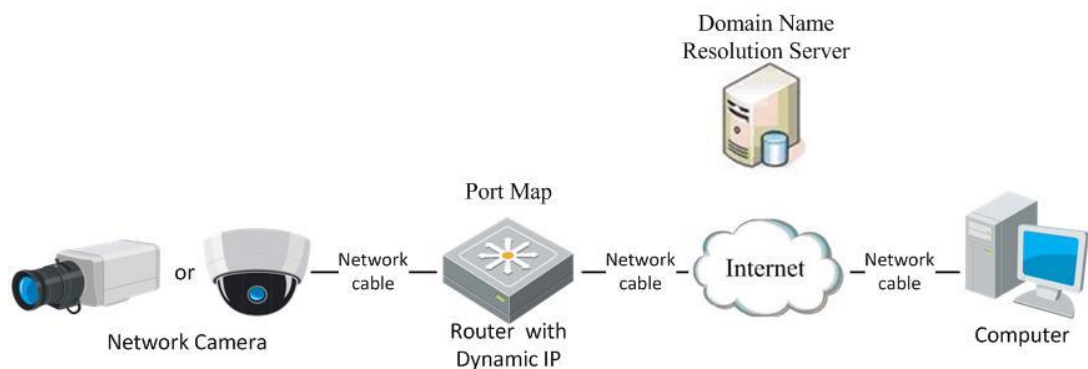 Domain Name
Resolution Server
Port Map
or
Network
cable
Network
cable
Internet
Network
cable
Network Camera
Router with
Dynamic IP
Computer